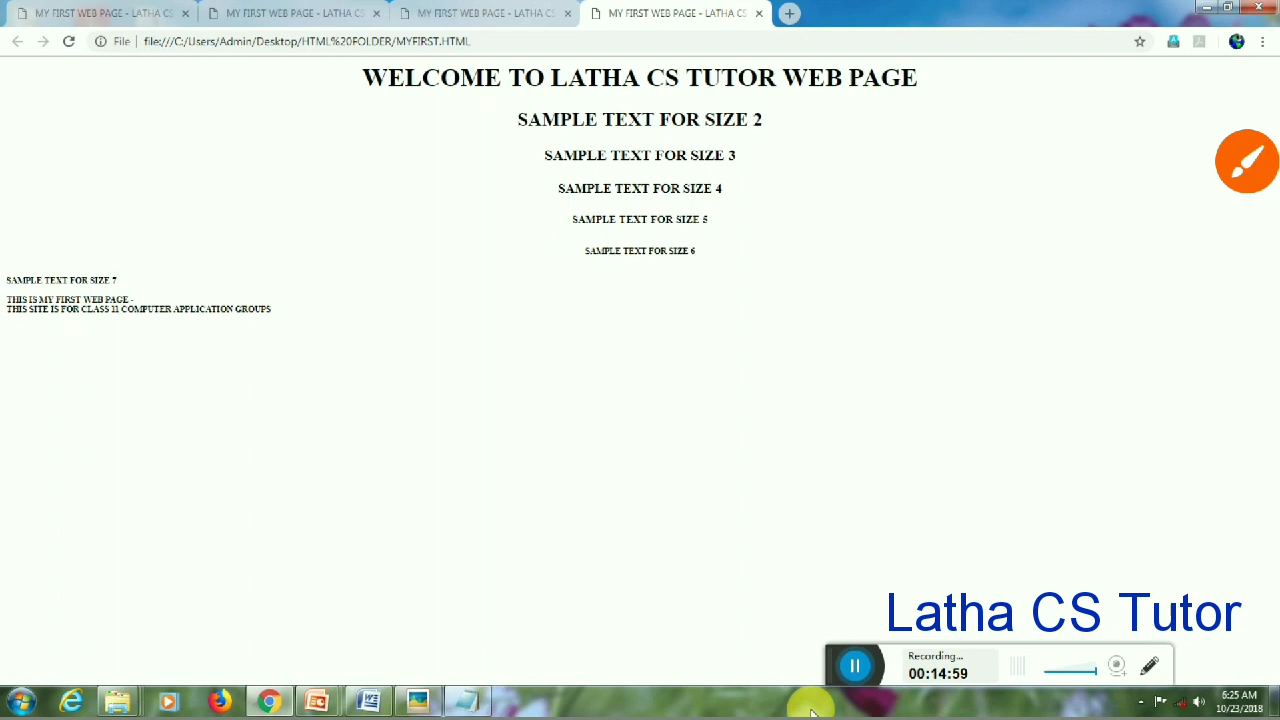 MY FIRST WEB PAGE - LATHA CS
MY FIRST WEB PAGE - LATHA CS
MY FIRST WEB PAGE - LATHA CS
MY FIRST WEB PAGE - LATHA CS
File | file:///C:/Users/Admin/Desktop/HTML%20FOLDER/MYFIRST.HTML
WELCOME TO LATHA CS TUTOR WEB PAGE
SAMPLE TEXT FOR SIZE 2
SAMPLE TEXT FOR SIZE 3
SAMPLE TEXT FOR SIZE 4
SAMPLE TEXT FOR SIZE 5
SAMPLE TEXT FOR SIZE 6
SAMPLE TEXT FOR SIZE 7
THIS IS MY FIRST WEB PAGE -
THIS SITE IS FOR CLASS 11 COMPUTER APPLICATION GROUPS
Latha CS Tutor
Recording...
00:14:59
6:25 AM
10/23/2018